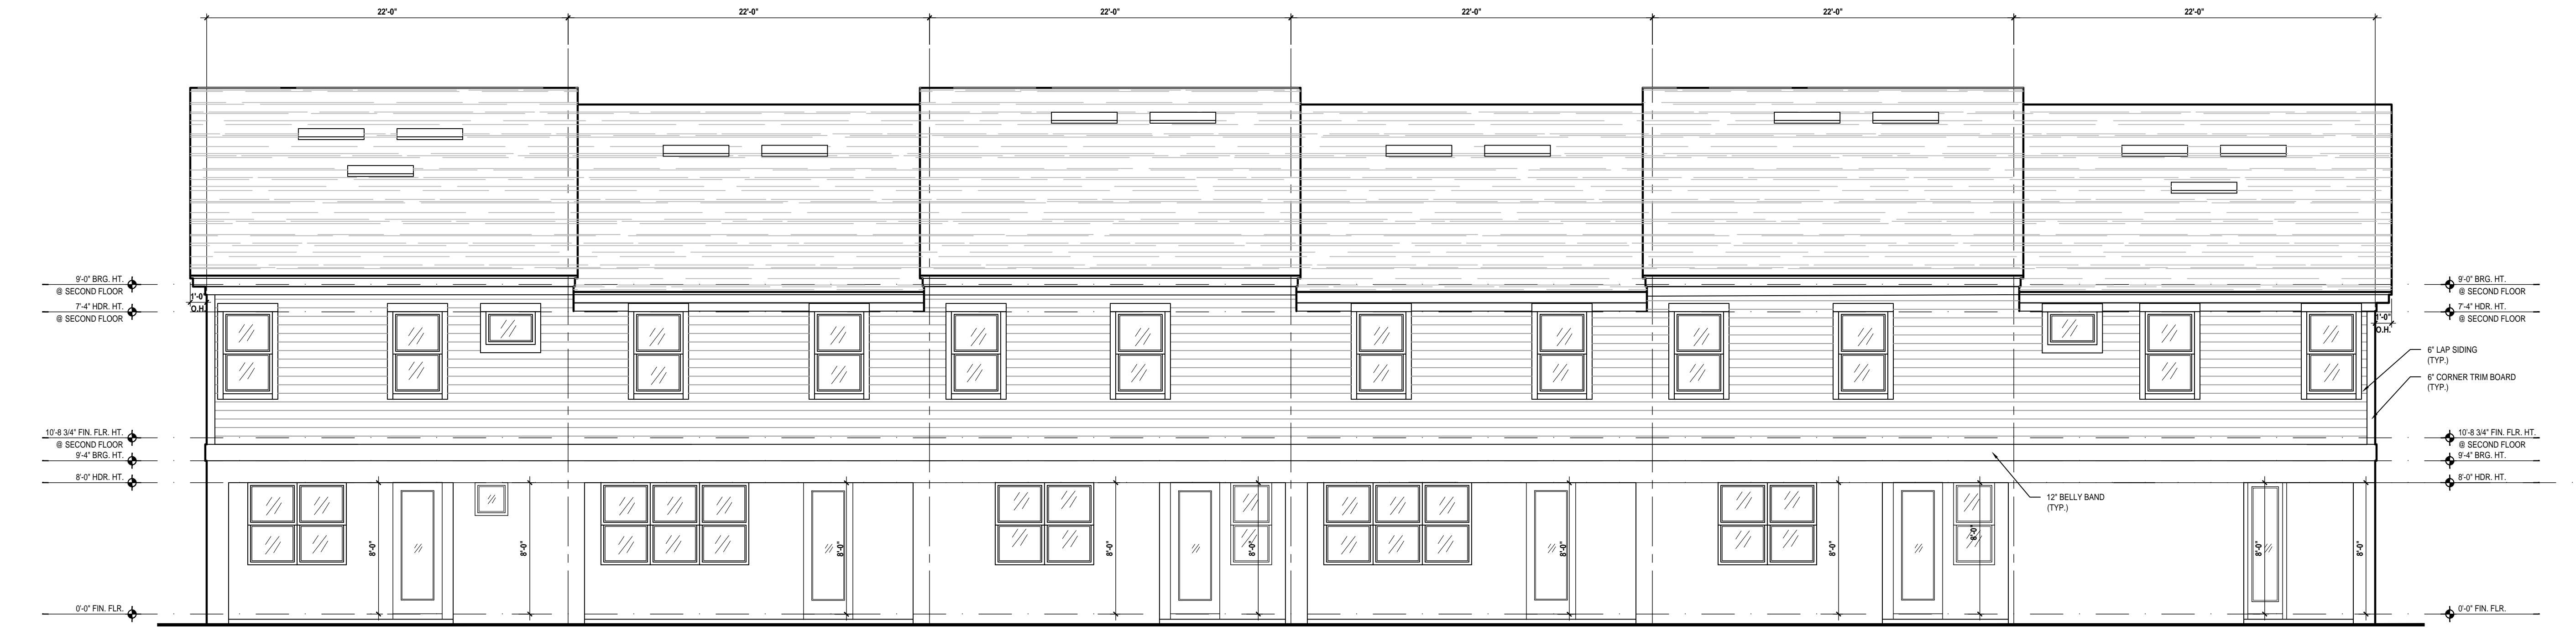 22'-0" 22'-0" 22'-0" 22'-0" 22'-0" 22'-0"
9'-0" BRG. HT.
@ SECOND FLOOR
7'-4" HDR. HT.
@ SECOND FLOOR
1'-0"
O.H.
10'-8 3/4" FIN. FLR. HT.
@ SECOND FLOOR
9'-4" BRG. HT.
8'-0" HDR. HT.
0'-0" FIN. FLR.
8'-0" 8'-0" 8'-0" 8'-0" 8'-0" 8'-0" 8'-0" 8'-0" 8'-0" 8'-0"
9'-0" BRG. HT.
@ SECOND FLOOR
7'-4" HDR. HT.
@ SECOND FLOOR
1'-0"
O.H.
6" LAP SIDING
(TYP.)
6" CORNER TRIM BOARD
(TYP.)
10'-8 3/4" FIN. FLR. HT.
@ SECOND FLOOR
9'-4" BRG. HT.
8'-0" HDR. HT.
12" BELLY BAND
(TYP.)
0'-0" FIN. FLR.